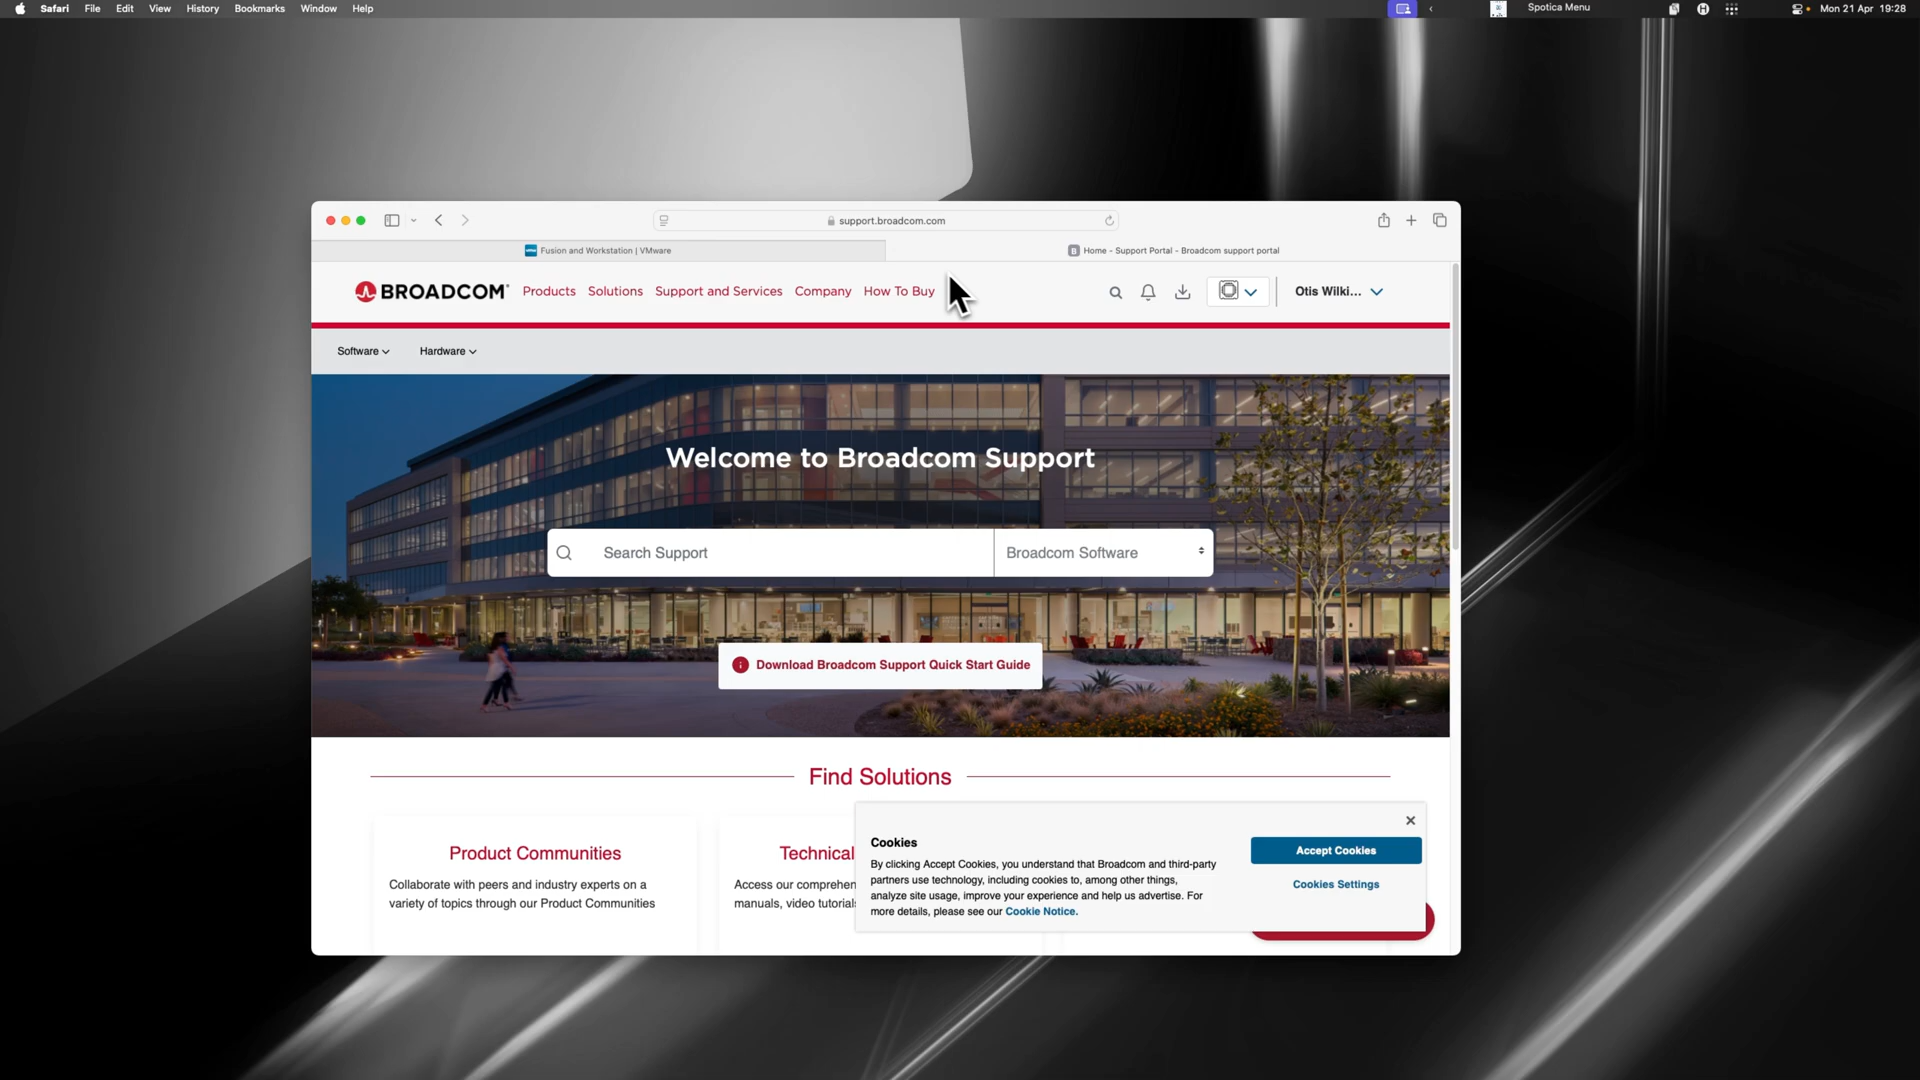 Safari File Edit View History Bookmarks Window Help
Spotica Menu
Mon 21 Apr 19:28
support.broadcom.com
Fusion and Workstation | VMware
Home - Support Portal - Broadcom support portal
BROADCOM
Products Solutions Support and Services Company How To Buy
Otis Wilki...
Software Hardware
Welcome to Broadcom Support
Search Support
Broadcom Software
Download Broadcom Support Quick Start Guide
Find Solutions
Product Communities
Collaborate with peers and industry experts on a
variety of topics through our Product Communities
Technical
Access our comprehen
manuals, video tutorials
Cookies
By clicking Accept Cookies, you understand that Broadcom and third-party
partners use technology, including cookies to, among other things,
analyze site usage, improve your experience and help us advertise. For
more details, please see our Cookie Notice.
Accept Cookies
Cookies Settings